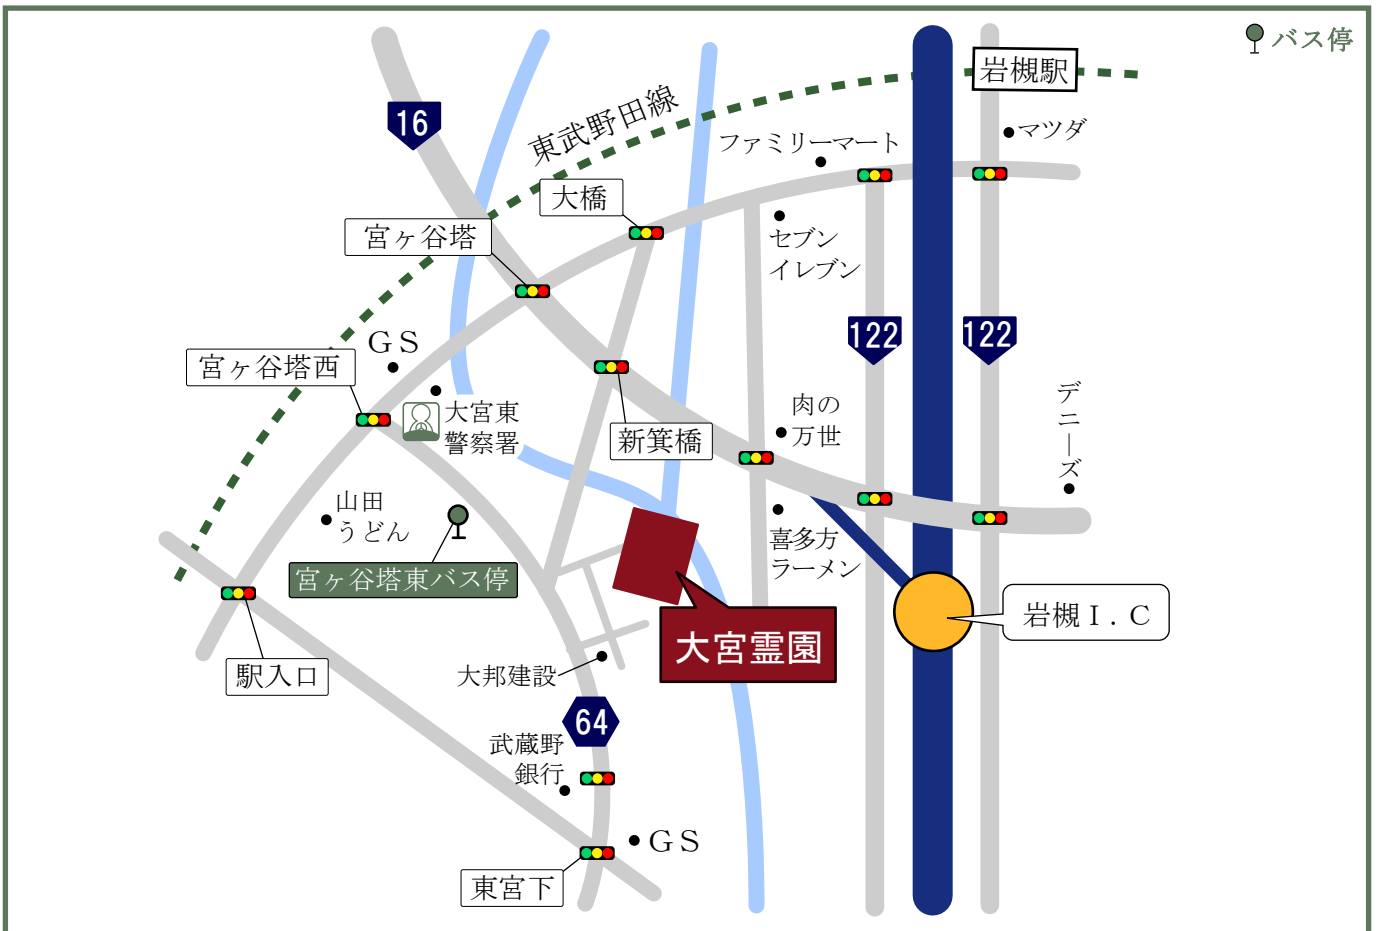 バス停
岩槻駅
16
東武野田線
マツダ
ファミリーマート
大橋
宮ヶ谷塔
セブン
イレブン
GS
122
122
宮ヶ谷塔西
大宮東
警察署
新箕橋
肉の
万世
デニーズ
山田
うどん
喜多方
ラーメン
宮ヶ谷塔東バス停
岩槻I.C
大宮霊園
駅入口
大邦建設
64
武蔵野
銀行
GS
東宮下